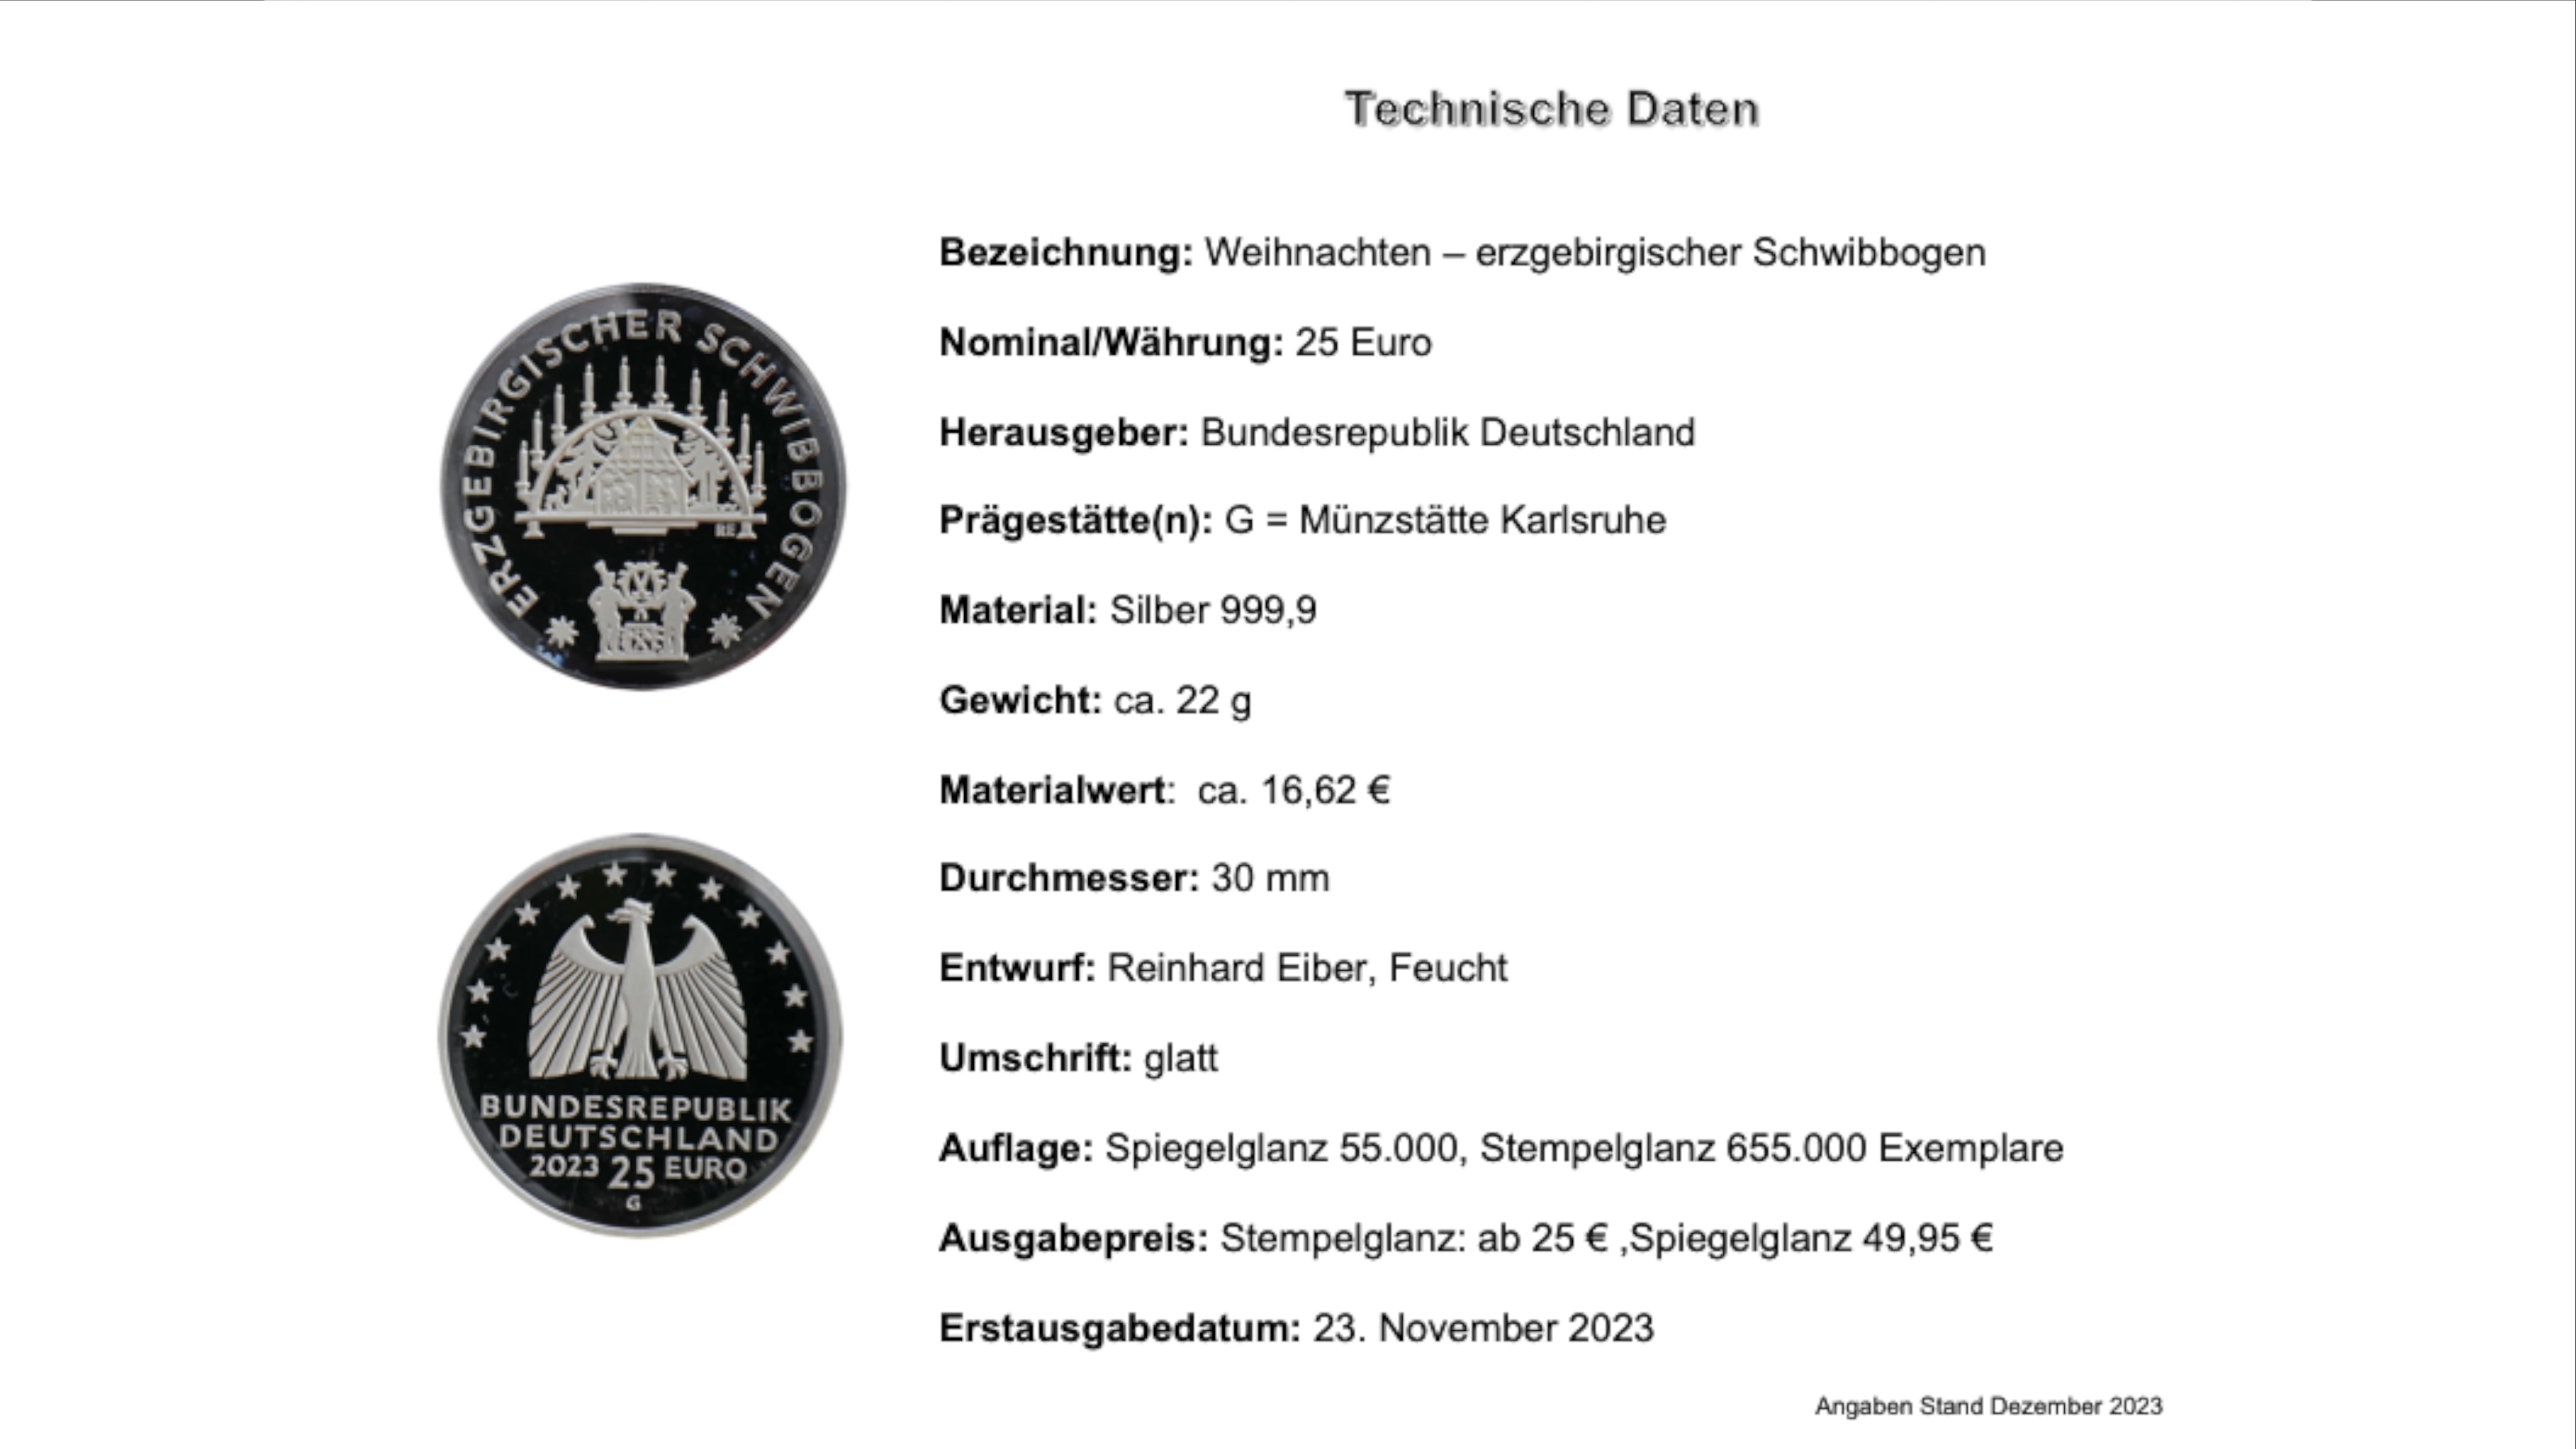 Technische Daten
Bezeichnung: Weihnachten – erzgebirgischer Schwibbogen
Nominal/Währung: 25 Euro
Herausgeber: Bundesrepublik Deutschland
Prägestätte(n): G = Münzstätte Karlsruhe
Material: Silber 999,9
Gewicht: ca. 22 g
Materialwert: ca. 16,62 €
Durchmesser: 30 mm
Entwurf: Reinhard Eiber, Feucht
Umschrift: glatt
Auflage: Spiegelglanz 55.000, Stempelglanz 655.000 Exemplare
Ausgabepreis: Stempelglanz: ab 25 € ,Spiegelglanz 49,95 €
Erstausgabedatum: 23. November 2023
Angaben Stand Dezember 2023
ERZGEBIRGISCHER SCHWIBBOGEN
RE
BUNDESREPUBLIK
DEUTSCHLAND
2023 25 EURO
G